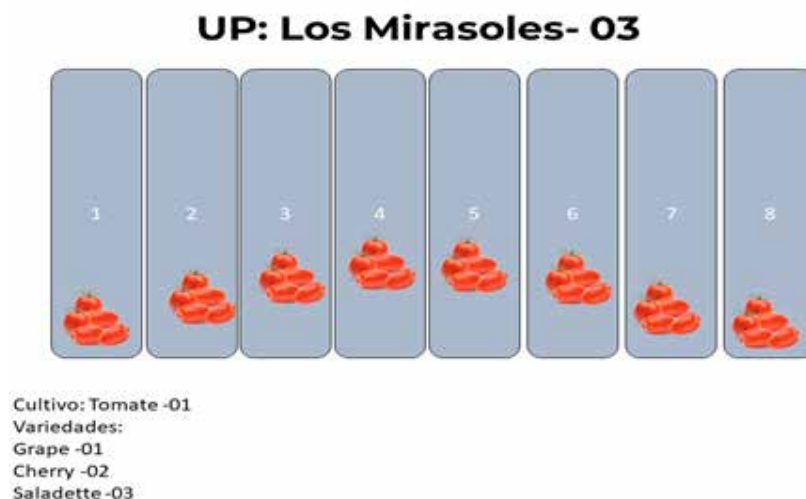 UP: Los Mirasoles- 03
1 2 3 4 5 6 7 8
Cultivo: Tomate -01
Variedades:
Grape -01
Cherry -02
Saladette -03